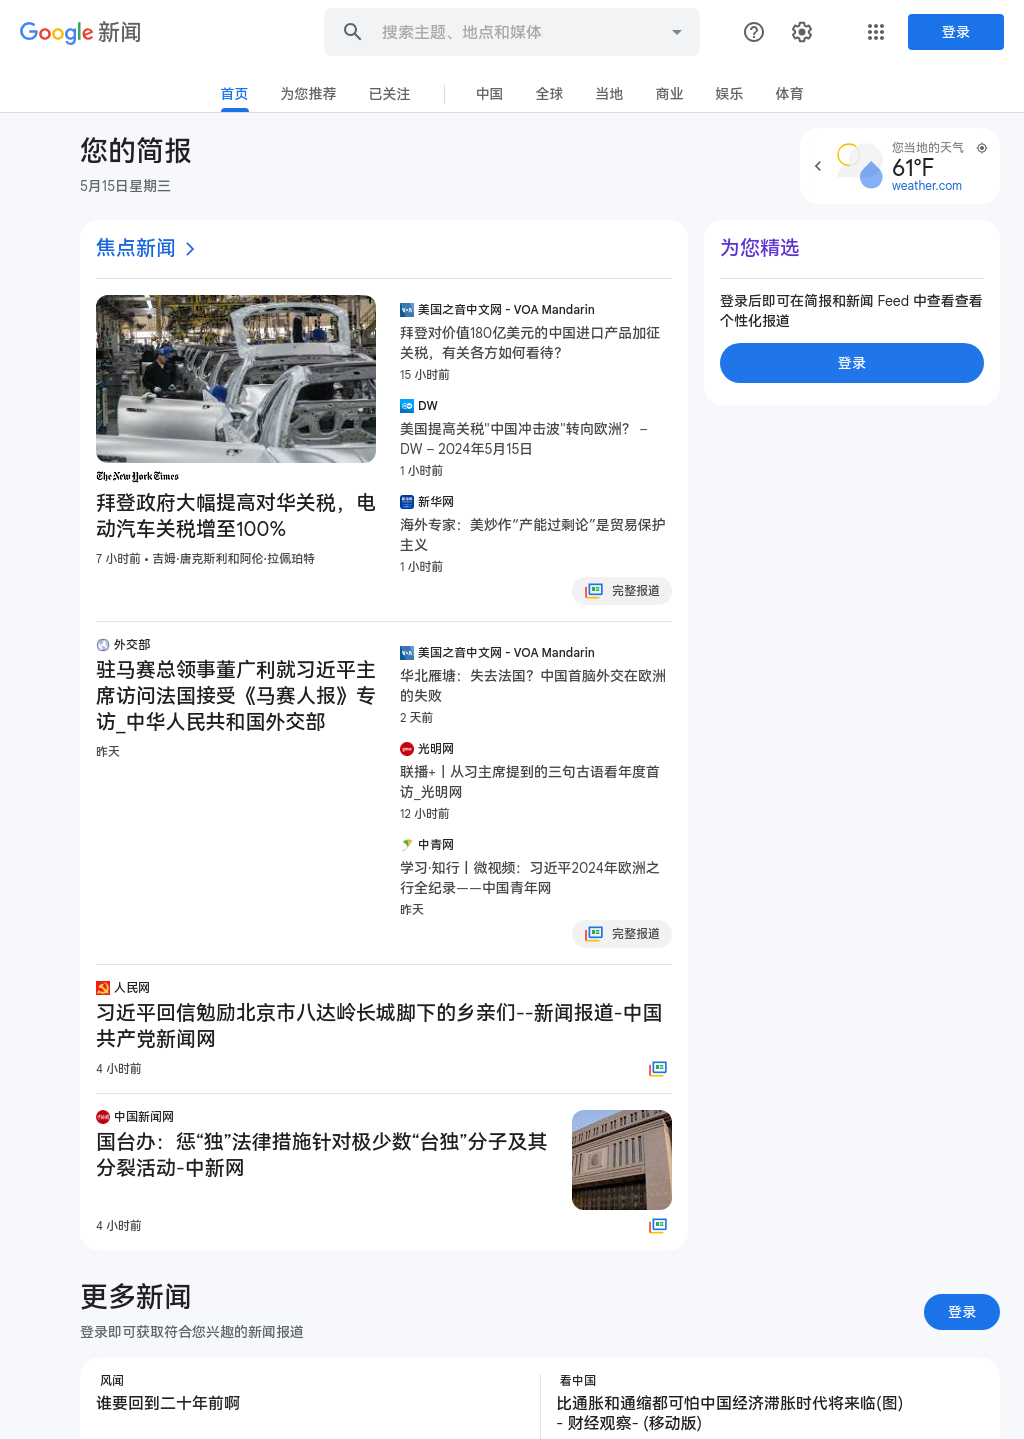 Google 新闻
搜索主题、地点和媒体
登录
首页
为您推荐
已关注
中国
全球
当地
商业
娱乐
体育
您的简报
5月15日星期三
您当地的天气
61°F
weather.com
焦点新闻
The New York Times
拜登政府大幅提高对华关税，电
动汽车关税增至100%
7 小时前 • 吉姆·唐克斯利和阿伦·拉佩珀特
美国之音中文网 - VOA Mandarin
拜登对价值180亿美元的中国进口产品加征
关税，有关各方如何看待？
15 小时前
DW
美国提高关税"中国冲击波"转向欧洲？ –
DW – 2024年5月15日
1 小时前
新华网
海外专家：美炒作“产能过剩论”是贸易保护
主义
1 小时前
完整报道
为您精选
登录后即可在简报和新闻 Feed 中查看查看
个性化报道
登录
外交部
驻马赛总领事董广利就习近平主
席访问法国接受《马赛人报》专
访_中华人民共和国外交部
昨天
美国之音中文网 - VOA Mandarin
华北雁塘：失去法国？中国首脑外交在欧洲
的失败
2 天前
光明网
联播+丨从习主席提到的三句古语看年度首
访_光明网
12 小时前
中青网
学习·知行丨微视频：习近平2024年欧洲之
行全纪录——中国青年网
昨天
完整报道
人民网
习近平回信勉励北京市八达岭长城脚下的乡亲们--新闻报道-中国
共产党新闻网
4 小时前
中国新闻网
国台办：惩“独”法律措施针对极少数“台独”分子及其
分裂活动-中新网
4 小时前
更多新闻
登录即可获取符合您兴趣的新闻报道
登录
风闻
谁要回到二十年前啊
看中国
比通胀和通缩都可怕中国经济滞胀时代将来临(图)
- 财经观察- (移动版)